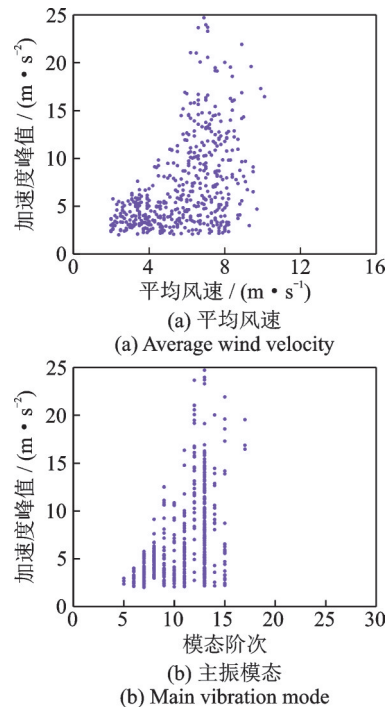 25
20
15
10
5
0
加速度峰值 / (m·s⁻²)
0 4 8 12 16
平均风速 / (m·s⁻¹)
(a) 平均风速
(a) Average wind velocity
25
20
15
10
5
0
加速度峰值 / (m·s⁻²)
0 5 10 15 20 25 30
模态阶次
(b) 主振模态
(b) Main vibration mode